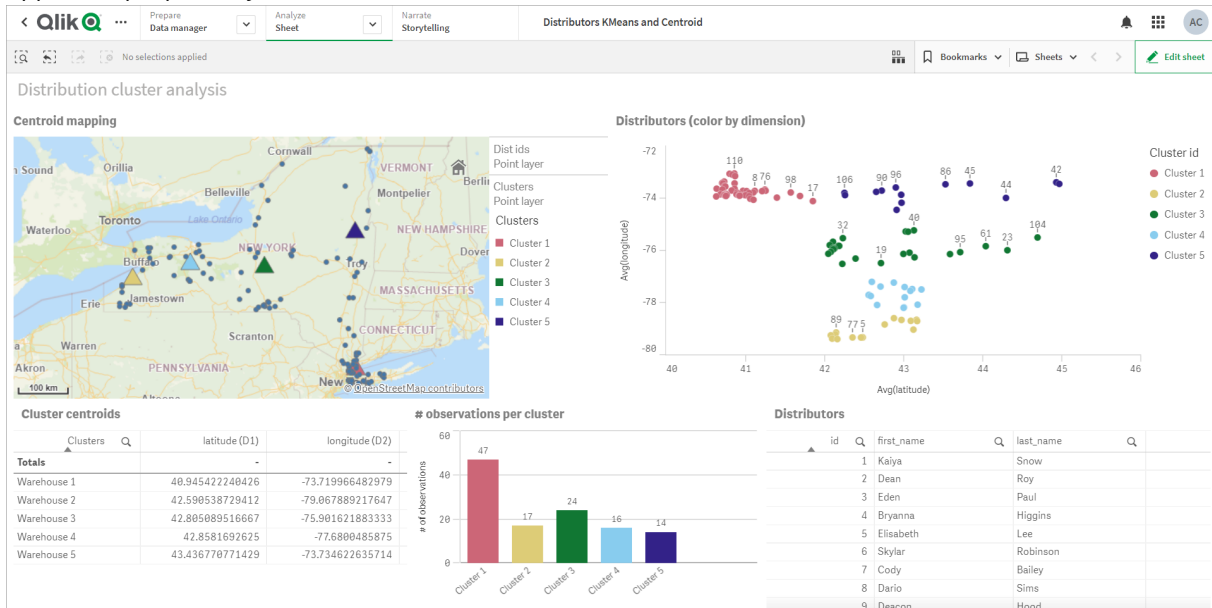 Qlik
Prepare
Data manager
Analyze
Sheet
Narrate
Storytelling
Distributors KMeans and Centroid
AC
No selections applied
Bookmarks
Sheets
Edit sheet
Distribution cluster analysis
Centroid mapping
Cornwall
Sound
Orillia
VERMONT
Belleville
Montpelier
Berlin
Lake Ontario
Toronto
Waterloo
NEW HAMPSHIRE
NEW YORK
Dover
Buffalo
Troy
MASSACHUSETTS
Erie
Jamestown
CONNECTICUT
Scranton
Warren
Akron
PENNSYLVANIA
New
100 km
© OpenStreetMap contributors
Dist ids
Point layer
Clusters
Point layer
Clusters
Cluster 1
Cluster 2
Cluster 3
Cluster 4
Cluster 5
Distributors (color by dimension)
-72
-74
-76
-78
-80
Avg(longitude)
110
8 76
98
17
106
90 96
86
45
42
44
32
40
19
95
61
23
104
89
77 5
40 41 42 43 44 45 46
Avg(latitude)
Cluster id
Cluster 1
Cluster 2
Cluster 3
Cluster 4
Cluster 5
Cluster centroids
Clusters latitude (D1) longitude (D2)
Totals - -
Warehouse 1 40.945422240426 -73.719966482979
Warehouse 2 42.590538729412 -79.067889217647
Warehouse 3 42.805089516667 -75.901621883333
Warehouse 4 42.8581692625 -77.6800485875
Warehouse 5 43.436770771429 -73.734622635714
# observations per cluster
# of observations
60
40
20
0
47
17
24
16
14
Cluster 1
Cluster 2
Cluster 3
Cluster 4
Cluster 5
Distributors
id first_name last_name
1 Kaiya Snow
2 Dean Roy
3 Eden Paul
4 Bryanna Higgins
5 Elisabeth Lee
6 Skylar Robinson
7 Cody Bailey
8 Dario Sims
9 Deacon Hood